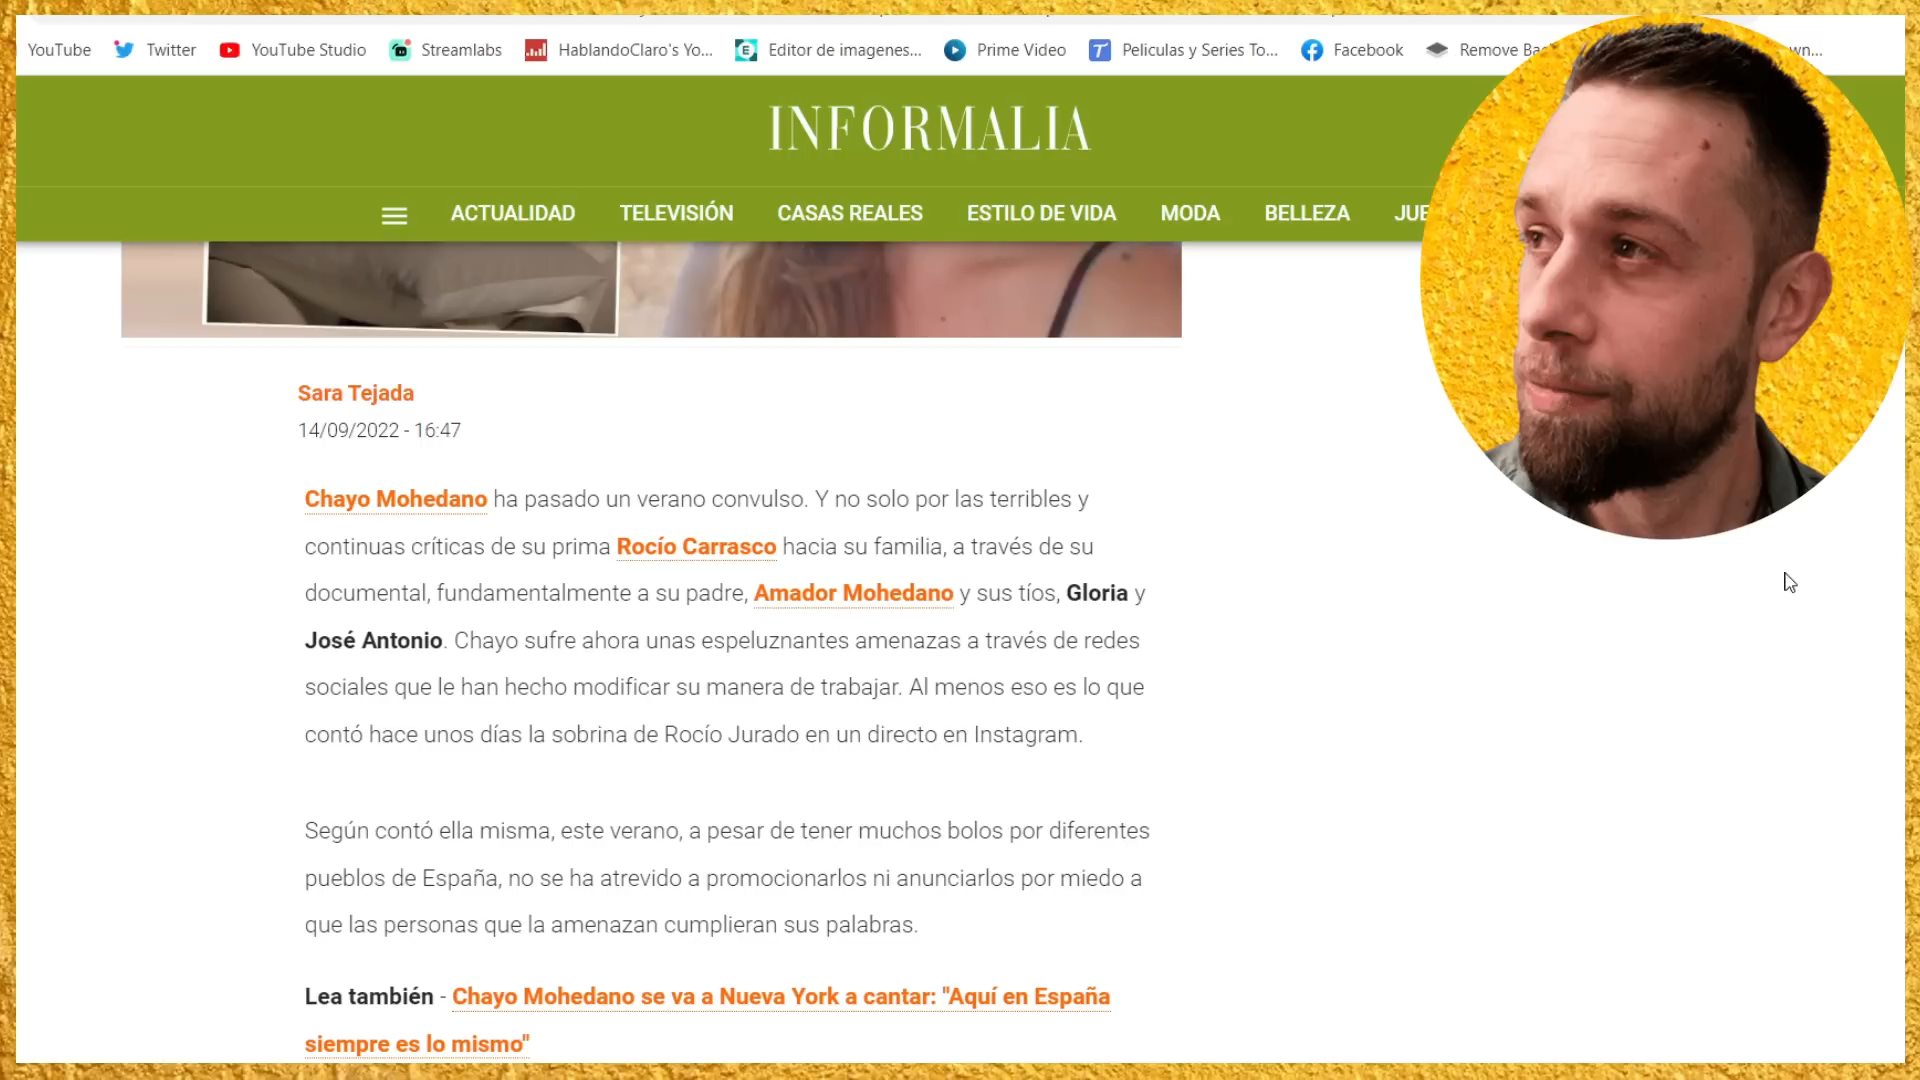 YouTube Twitter YouTube Studio Streamlabs HablandoClaro's Yo... Editor de imagenes... Prime Video Peliculas y Series To... Facebook Remove wn...
INFORMALIA
ACTUALIDAD TELEVISIÓN CASAS REALES ESTILO DE VIDA MODA BELLEZA
Sara Tejada
14/09/2022 - 16:47
Chayo Mohedano ha pasado un verano convulso. Y no solo por las terribles y
continuas críticas de su prima Rocío Carrasco hacia su familia, a través de su
documental, fundamentalmente a su padre, Amador Mohedano y sus tíos, Gloria y
José Antonio. Chayo sufre ahora unas espeluznantes amenazas a través de redes
sociales que le han hecho modificar su manera de trabajar. Al menos eso es lo que
contó hace unos días la sobrina de Rocío Jurado en un directo en Instagram.
Según contó ella misma, este verano, a pesar de tener muchos bolos por diferentes
pueblos de España, no se ha atrevido a promocionarlos ni anunciarlos por miedo a
que las personas que la amenazan cumplieran sus palabras.
Lea también - Chayo Mohedano se va a Nueva York a cantar: "Aquí en España
siempre es lo mismo"